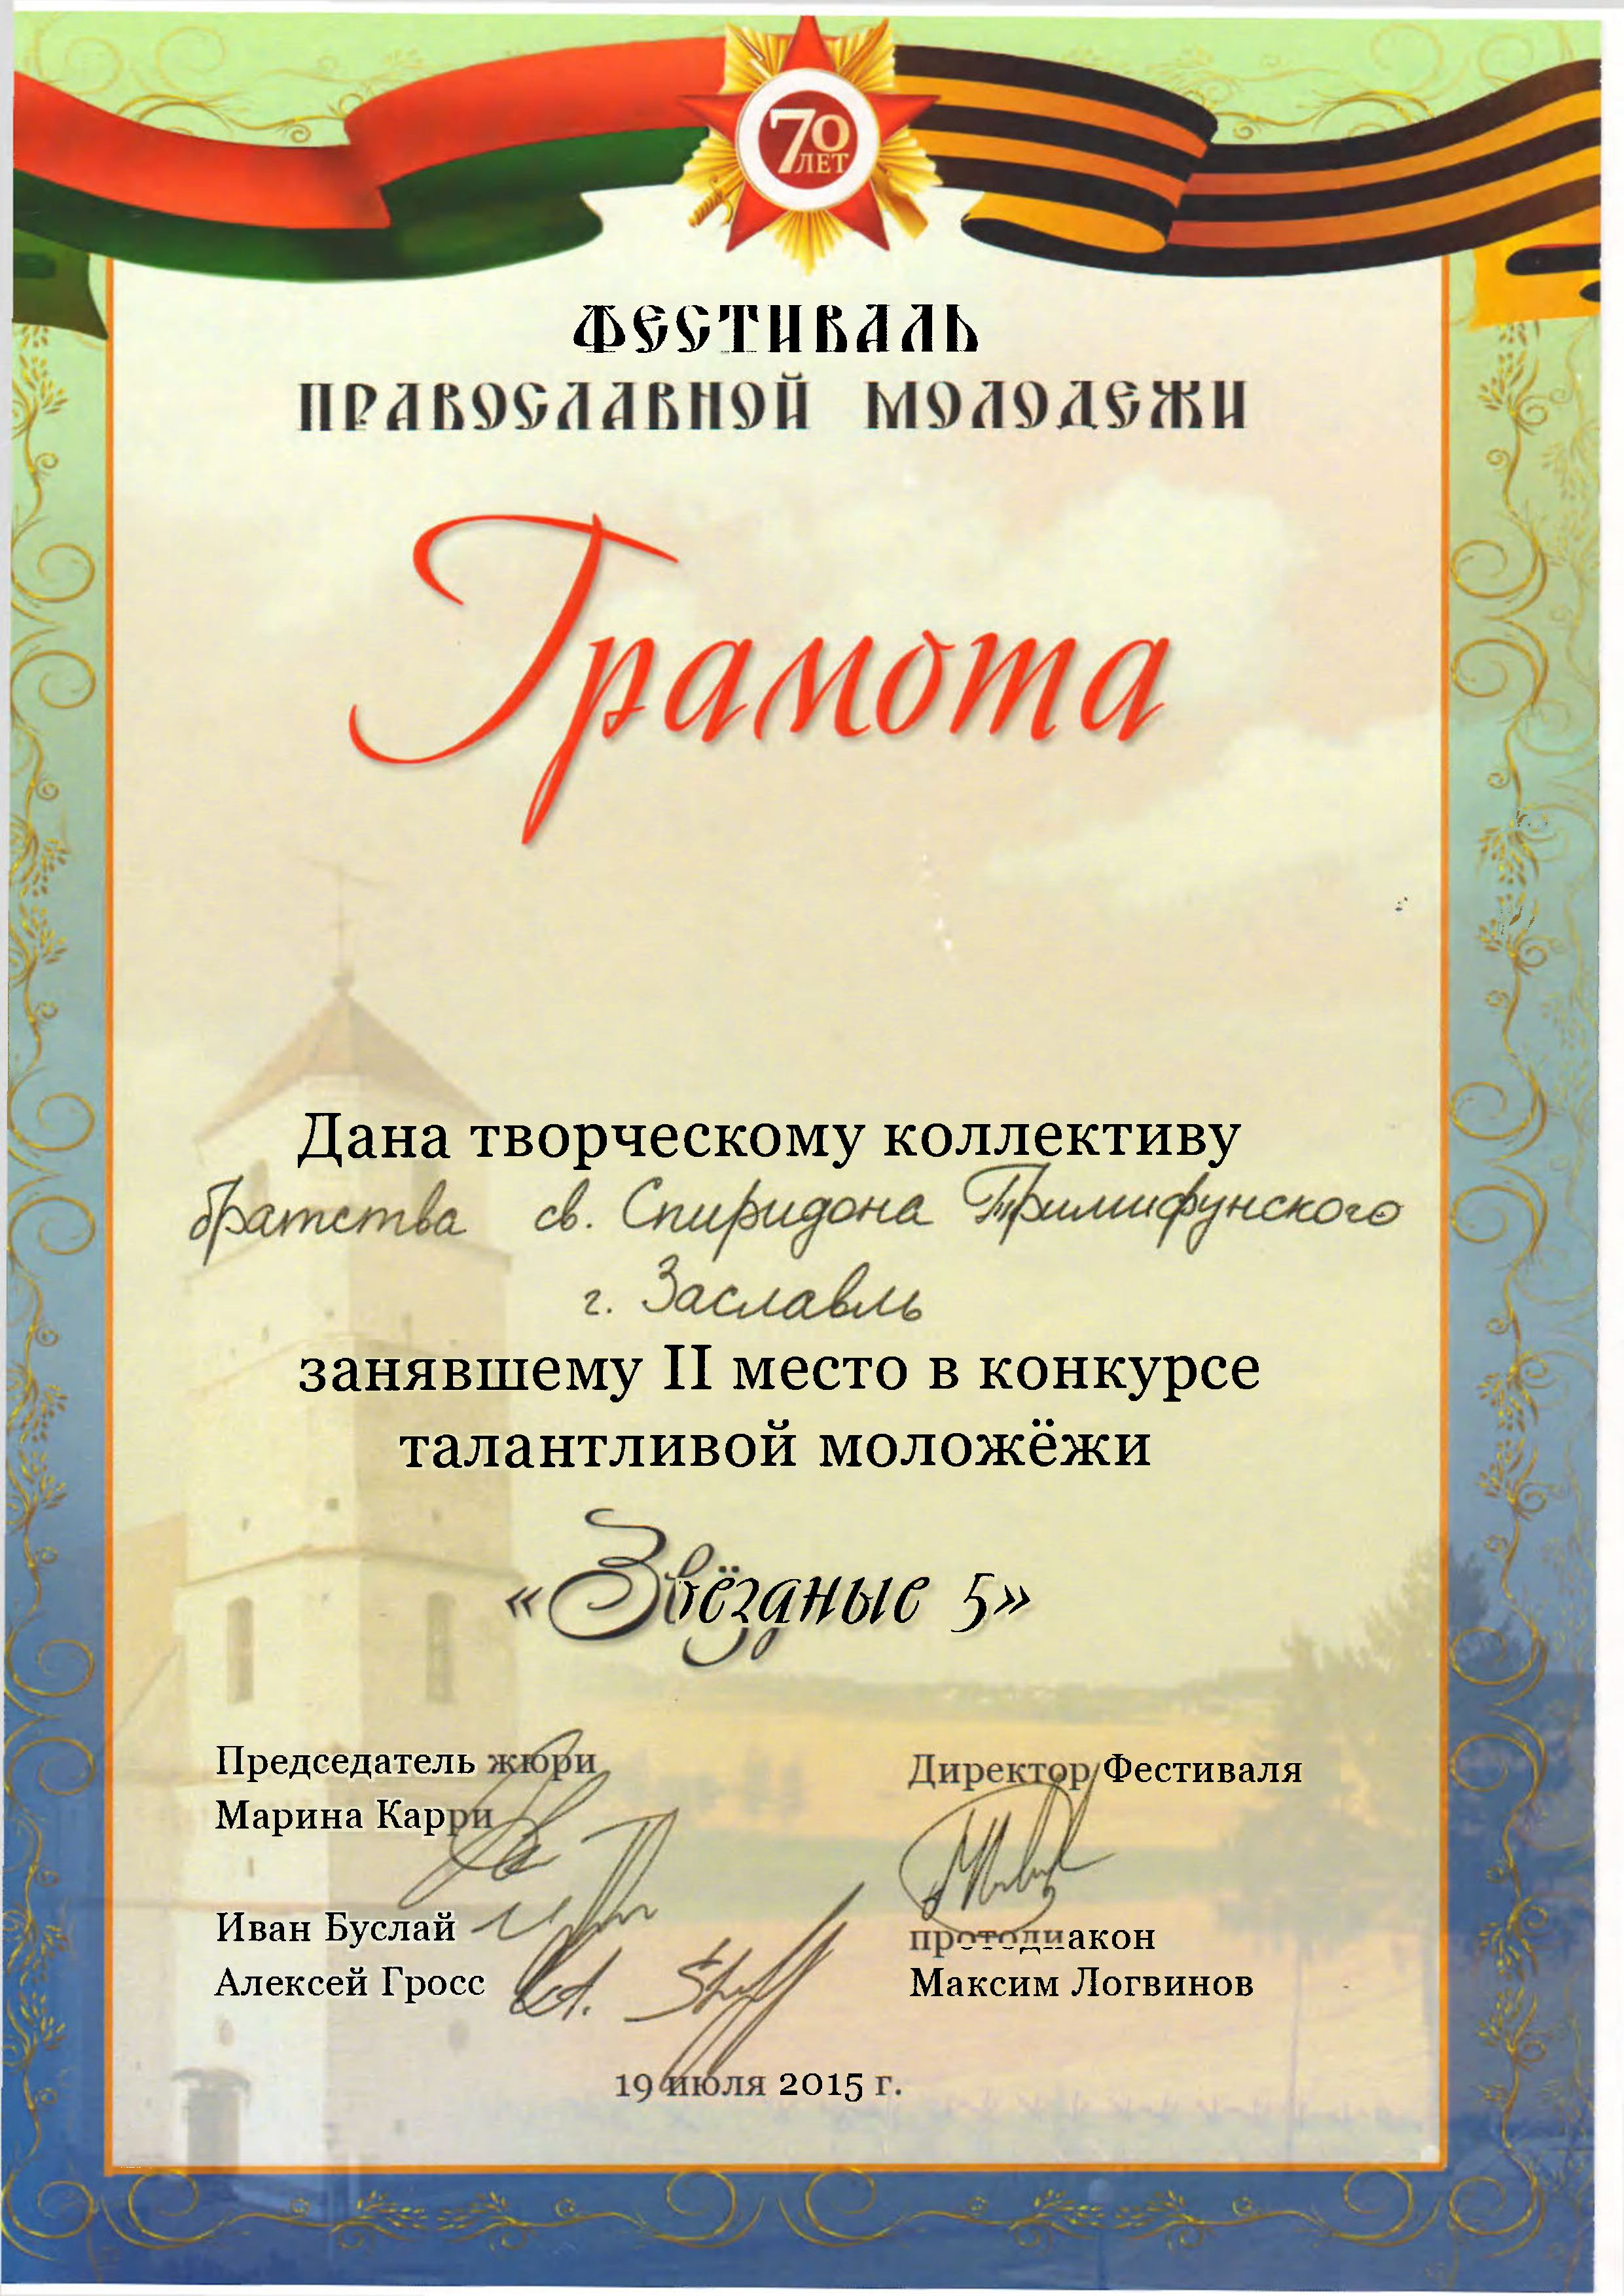 70
ЛЕТ
ФЕСТИВАЛЬ
ПРАВОСЛАВНОЙ МОЛОДЕЖИ
Грамота
Дана творческому коллективу
братства св. Спиридона Тримифунского
г. Заславль
занявшему II место в конкурсе
талантливой моложёжи
«Звёздные 5»
Председатель жюри
Марина Карри
Иван Буслай
Алексей Гросс
Директор Фестиваля
протодиакон
Максим Логвинов
19 июля 2015 г.